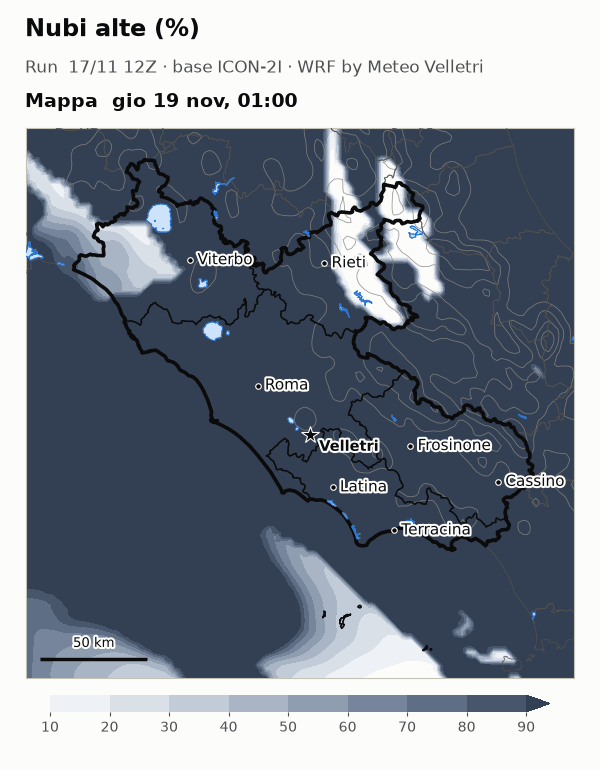 Nubi alte (%)
Run 17/11 12Z · base ICON-2I · WRF by Meteo Velletri
Mappa gio 19 nov, 01:00
Viterbo
Rieti
Roma
Velletri
Frosinone
Cassino
Latina
Terracina
50 km
10 20 30 40 50 60 70 80 90